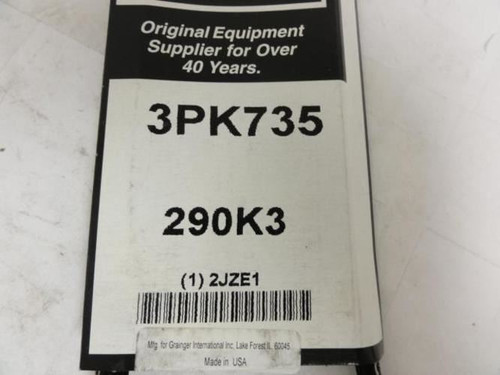 Original Equipment
Supplier for Over
40 Years.
3PK735
290K3
(1) 2JZE1
Mfg. for Grainger International Inc. Lake Forest IL. 60045
Made in USA